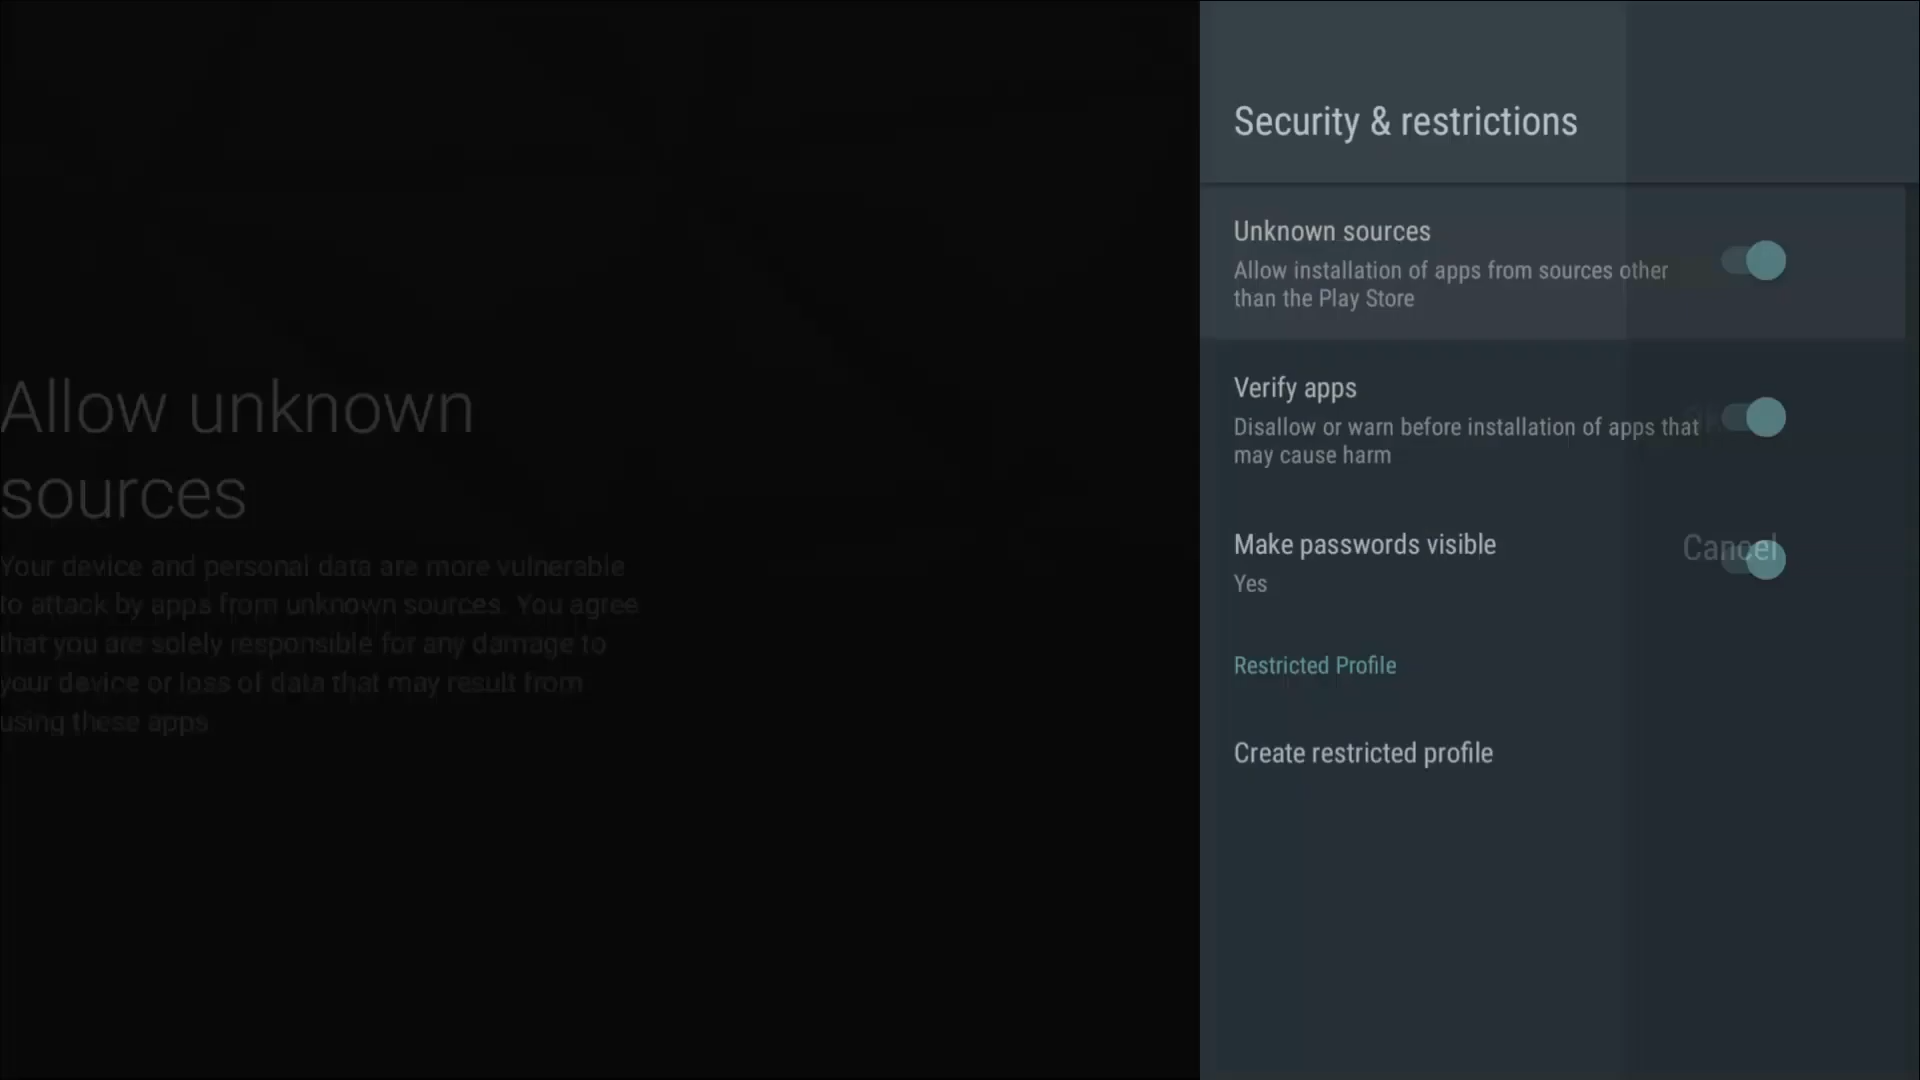 Security & restrictions
Unknown sources
Allow installation of apps from sources other
than the Play Store
Verify apps
Disallow or warn before installation of apps that
may cause harm
Make passwords visible
Yes
Cancel
Restricted Profile
Create restricted profile
Allow unknown
sources
Your device and personal data are more vulnerable
to attack by apps from unknown sources. You agree
that you are solely responsible for any damage to
your device or loss of data that may result from
using these apps